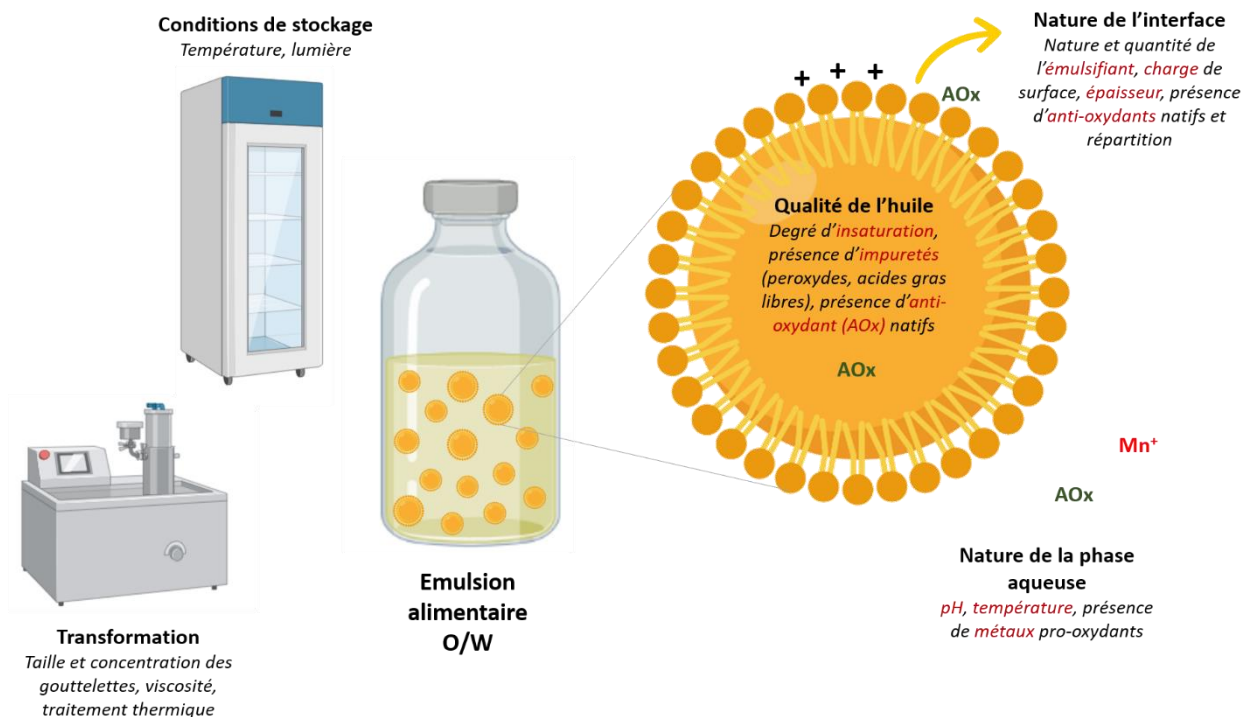 Conditions de stockage
Température, lumière
Nature de l'interface
Nature et quantité de
l'émulsifiant, charge de
surface, épaisseur, présence
d'anti-oxydants natifs et
répartition
+ + +
AOx
Qualité de l'huile
Degré d'insaturation,
présence d'impuretés
(peroxydes, acides gras
libres), présence d'anti-
oxydant (AOx) natifs
AOx
Mn⁺
AOx
Nature de la phase
aqueuse
pH, température, présence
de métaux pro-oxydants
Emulsion
alimentaire
O/W
Transformation
Taille et concentration des
gouttelettes, viscosité,
traitement thermique